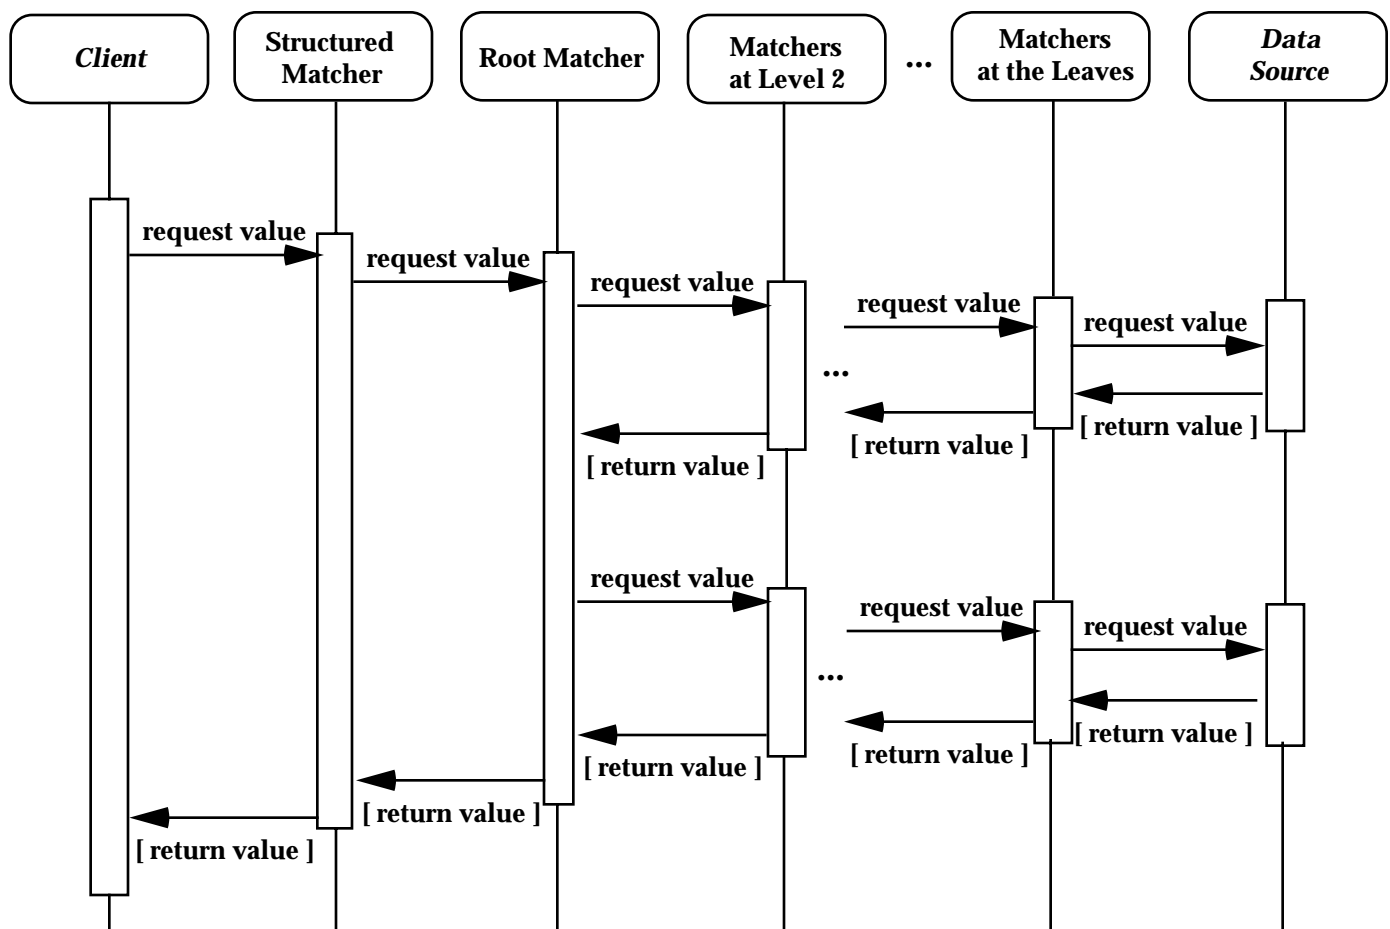 Client
Structured
Matcher
Root Matcher
Matchers
at Level 2
...
Matchers
at the Leaves
Data
Source
request value
request value
request value
request value
request value
...
[ return value ]
[ return value ]
[ return value ]
request value
request value
request value
...
[ return value ]
[ return value ]
[ return value ]
[ return value ]
[ return value ]